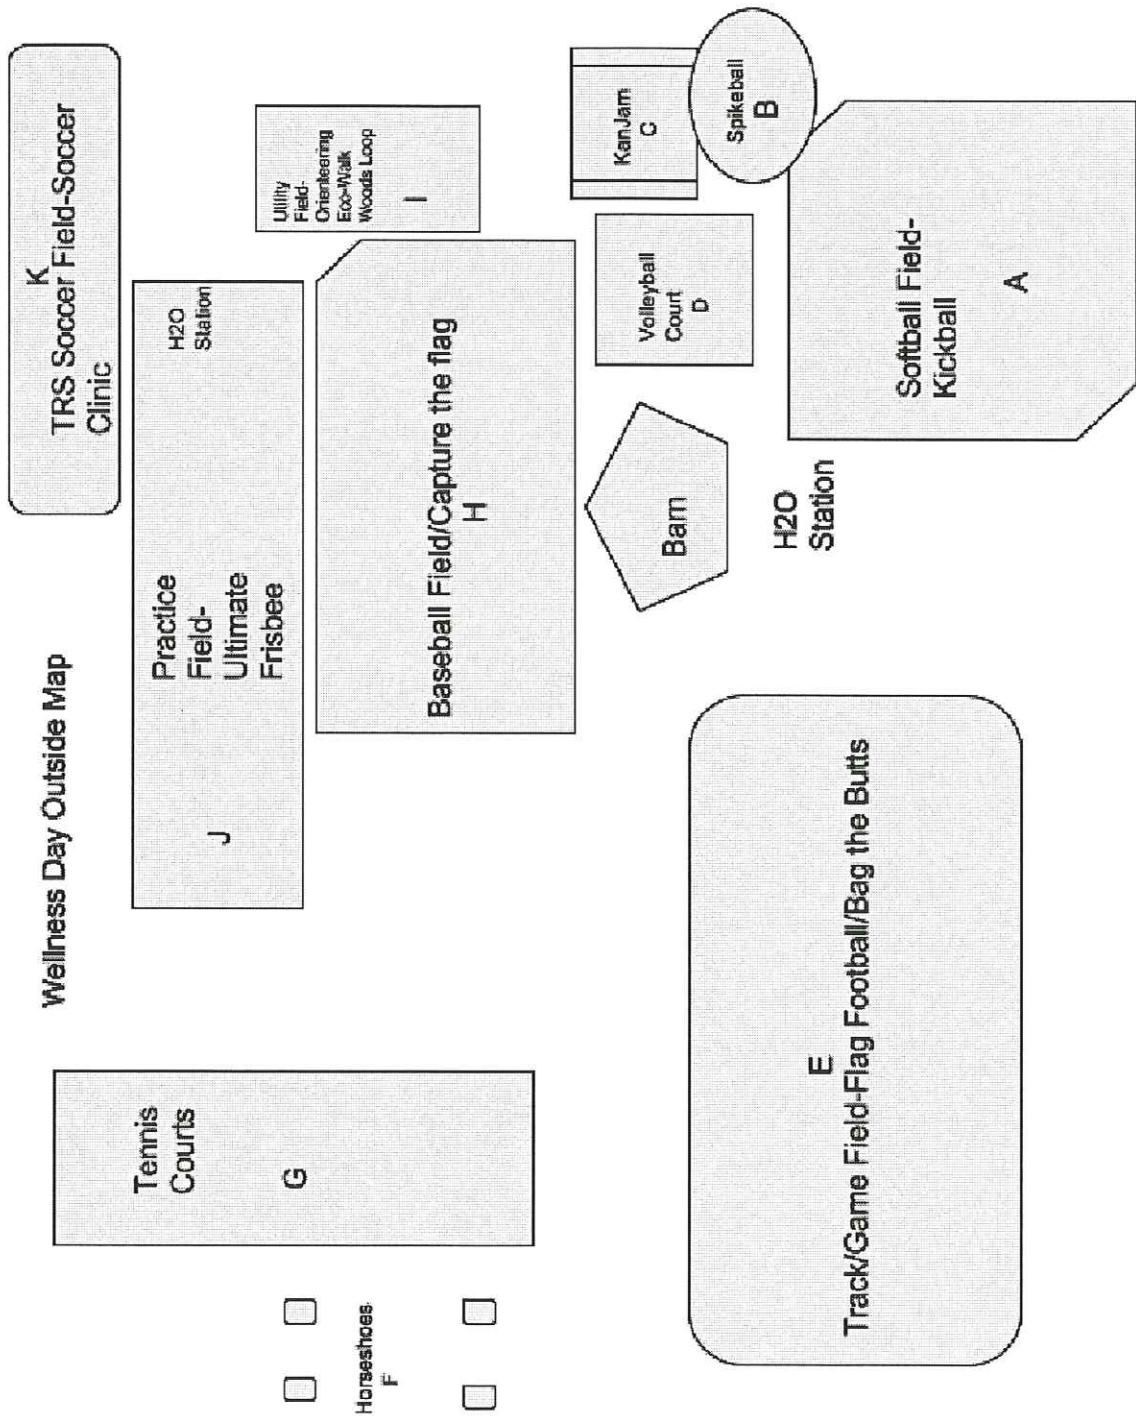 Wellness Day Outside Map
K
TRS Soccer Field-Soccer
Clinic
Tennis
Courts
G
Practice
Field-
Ultimate
Frisbee
J
H2O
Station
Utility
Field-
Orienteering
Eco-Walk
Woods Loop
I
Horseshoes
F
Baseball Field/Capture the flag
H
KanJam
C
Volleyball
Court
D
Barn
Spikeball
B
H2O
Station
E
Track/Game Field-Flag Football/Bag the Butts
Softball Field-
Kickball
A